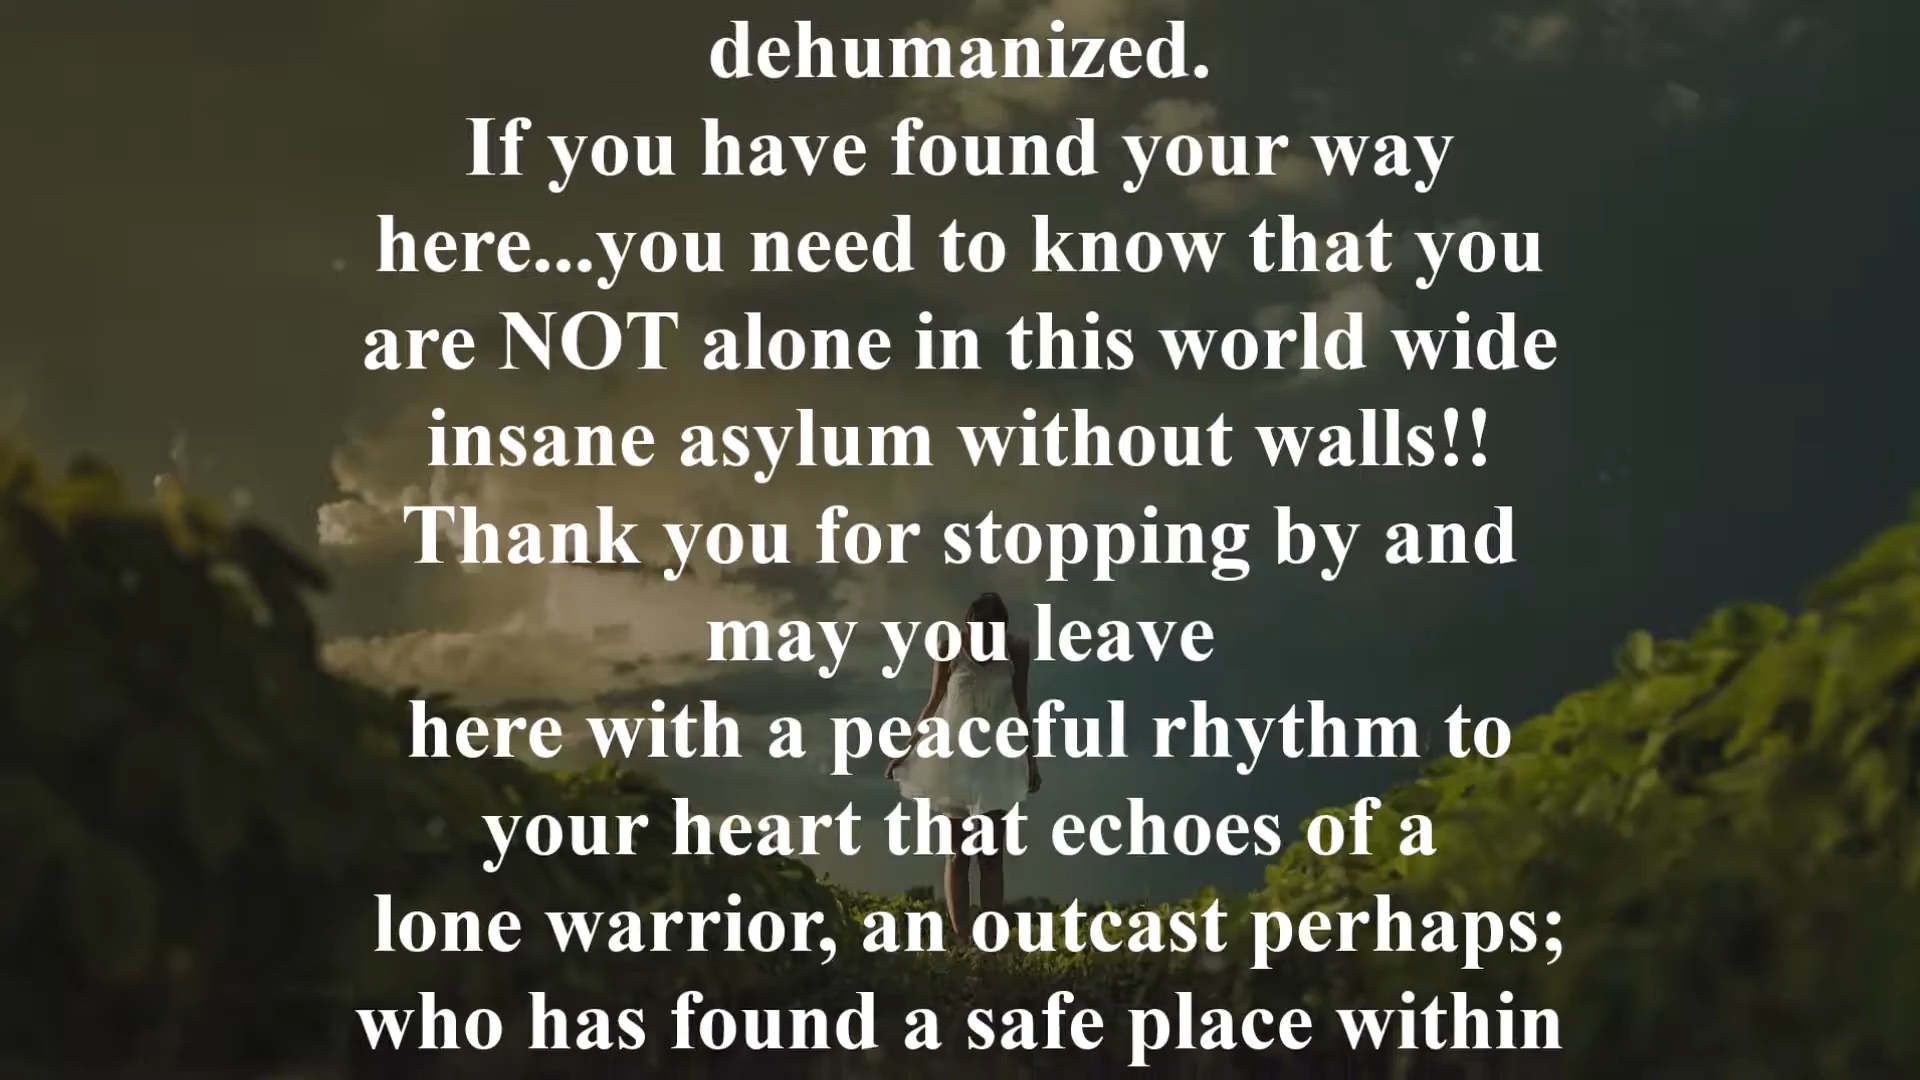 dehumanized.
If you have found your way
here...you need to know that you
are NOT alone in this world wide
insane asylum without walls!!
Thank you for stopping by and
may you leave
here with a peaceful rhythm to
your heart that echoes of a
lone warrior, an outcast perhaps;
who has found a safe place within